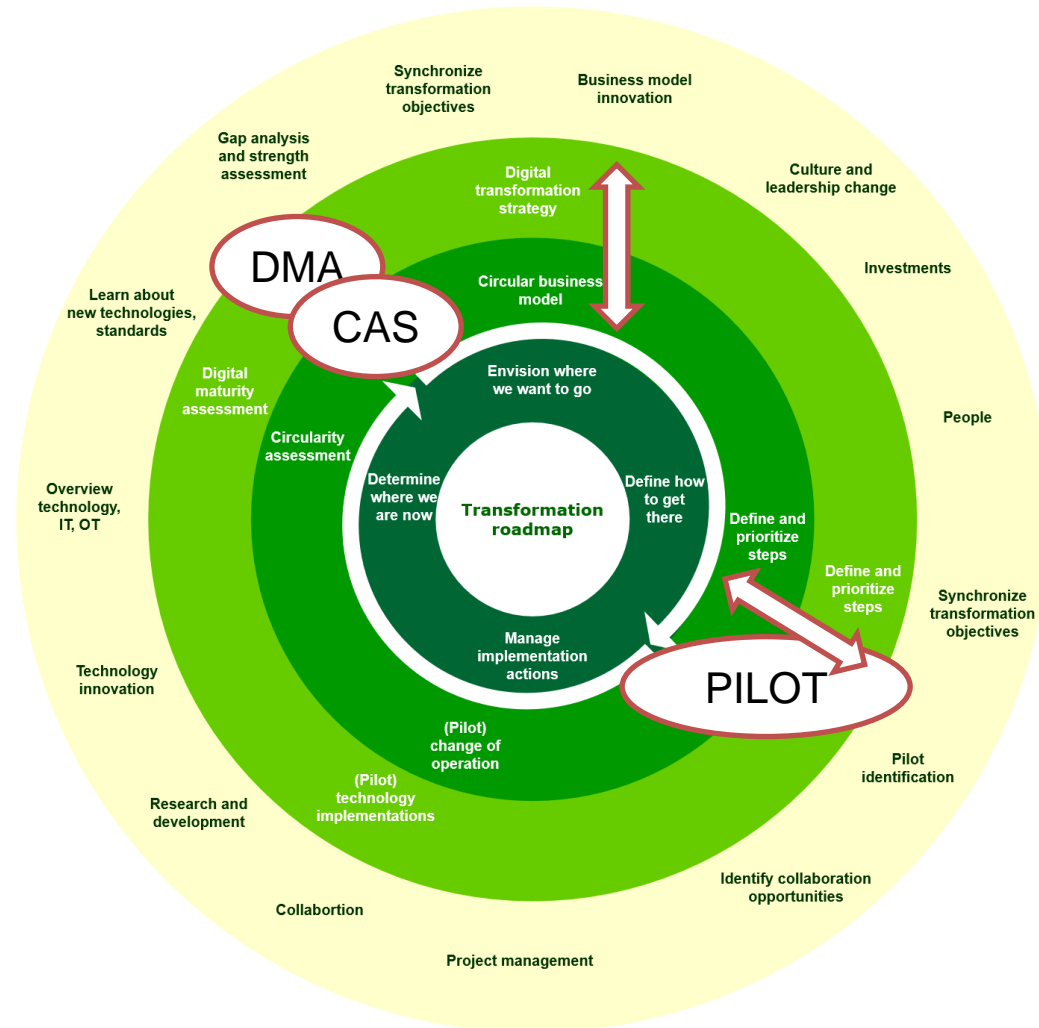 Synchronize
transformation
objectives
Business model
innovation
Gap analysis
and strength
assessment
Culture and
leadership change
Digital
transformation
strategy
DMA
CAS
Circular business
model
Investments
Learn about
new technologies,
standards
Digital
maturity
assessment
Envision where
we want to go
People
Circularity
assessment
Determine
where we
are now
Transformation
roadmap
Define how
to get
there
Overview
technology,
IT, OT
Define and
prioritize
steps
Define and
prioritize
steps
Synchronize
transformation
objectives
Manage
implementation
actions
PILOT
Technology
innovation
(Pilot)
change of
operation
Pilot
identification
(Pilot)
technology
implementations
Research and
development
Identify collaboration
opportunities
Collabortion
Project management